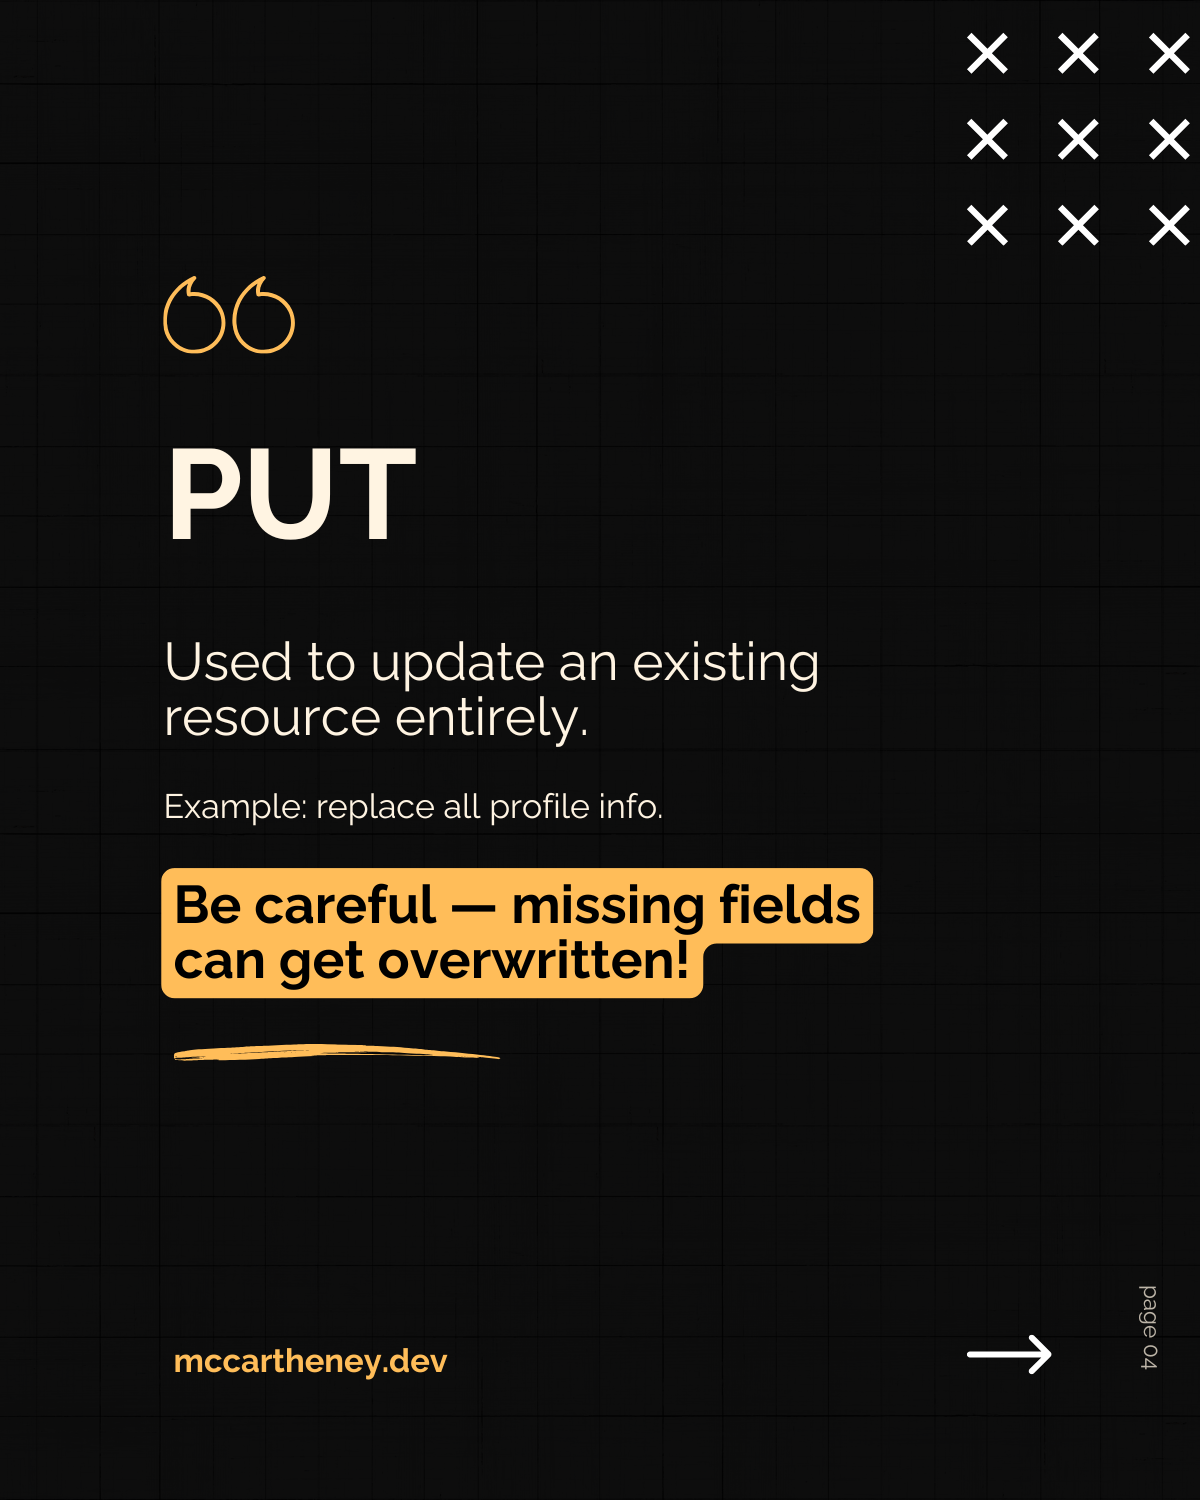 PUT
Used to update an existing
resource entirely.
Example: replace all profile info.
Be careful — missing fields
can get overwritten!
mccartheney.dev
page 04